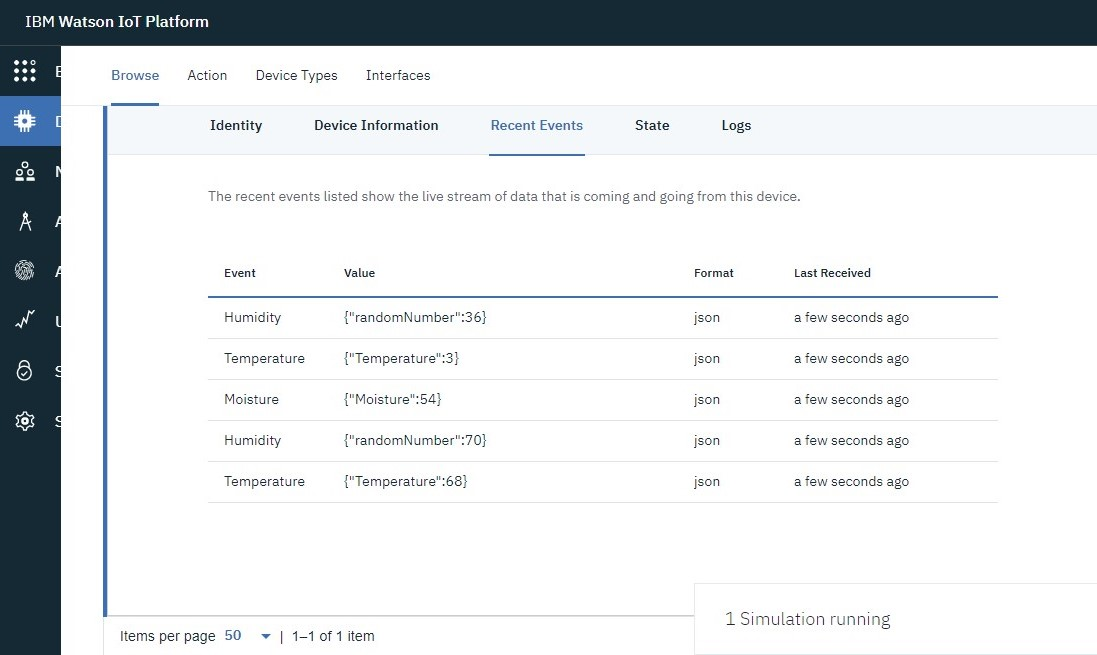 IBM Watson IoT Platform
Browse Action Device Types Interfaces
Identity Device Information Recent Events State Logs
The recent events listed show the live stream of data that is coming and going from this device.
Event Value Format Last Received
Humidity {"randomNumber":36} json a few seconds ago
Temperature {"Temperature":3} json a few seconds ago
Moisture {"Moisture":54} json a few seconds ago
Humidity {"randomNumber":70} json a few seconds ago
Temperature {"Temperature":68} json a few seconds ago
1 Simulation running
Items per page 50 | 1–1 of 1 item